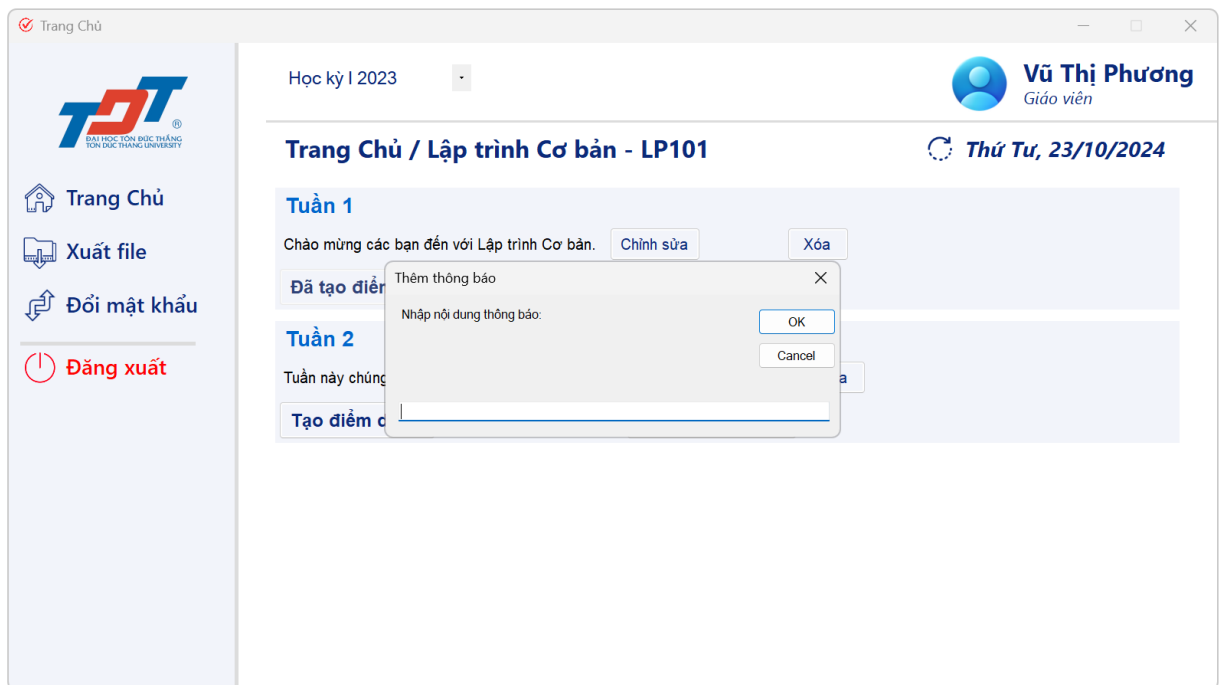 Trang Chủ
ĐẠI HỌC TÔN ĐỨC THẮNG
TON DUC THANG UNIVERSITY
®
Trang Chủ
Xuất file
Đổi mật khẩu
Đăng xuất
Học kỳ I 2023
Vũ Thị Phương
Giáo viên
Trang Chủ / Lập trình Cơ bản - LP101
Thứ Tư, 23/10/2024
Tuần 1
Chào mừng các bạn đến với Lập trình Cơ bản. Chỉnh sửa Xóa
Đã tạo điểm
Tuần 2
Tuần này chúng
Tạo điểm
Thêm thông báo
Nhập nội dung thông báo:
OK
Cancel